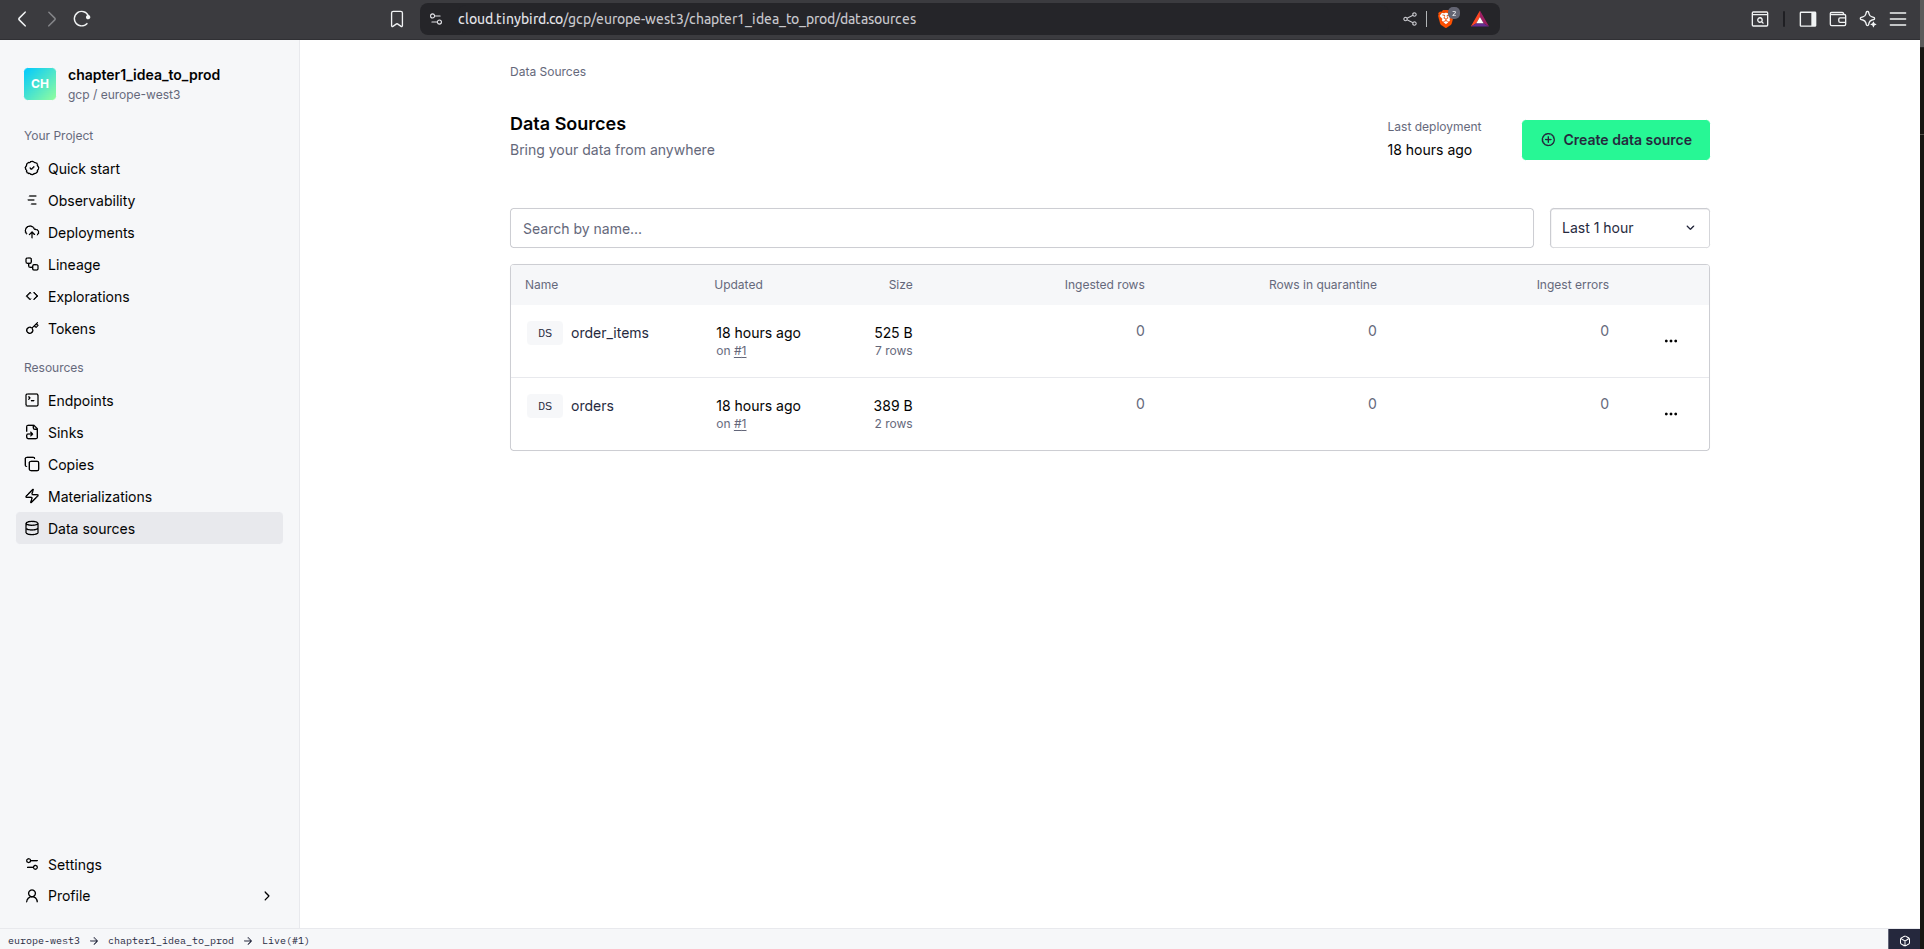 cloud.tinybird.co/gcp/europe-west3/chapter1_idea_to_prod/datasources
2
CH
chapter1_idea_to_prod
gcp / europe-west3
Your Project
Quick start
Observability
Deployments
Lineage
Explorations
Tokens
Resources
Endpoints
Sinks
Copies
Materializations
Data sources
Settings
Profile
Data Sources
Data Sources
Bring your data from anywhere
Last deployment
18 hours ago
Create data source
Search by name...
Last 1 hour
Name Updated Size Ingested rows Rows in quarantine Ingest errors
DS order_items 18 hours ago 525 B 0 0 0
on #1 7 rows
DS orders 18 hours ago 389 B 0 0 0
on #1 2 rows
europe-west3 → chapter1_idea_to_prod → Live(#1)